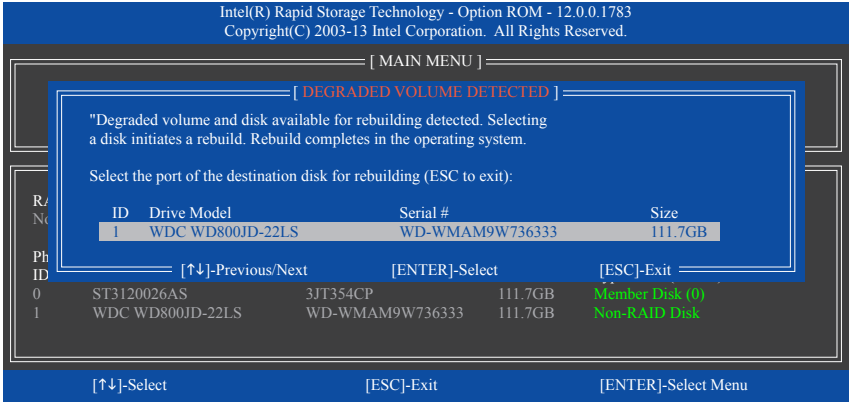 Intel(R) Rapid Storage Technology - Option ROM - 12.0.0.1783
Copyright(C) 2003-13 Intel Corporation. All Rights Reserved.
[ MAIN MENU ]
[ DEGRADED VOLUME DETECTED ]
"Degraded volume and disk available for rebuilding detected. Selecting
a disk initiates a rebuild. Rebuild completes in the operating system.
Select the port of the destination disk for rebuilding (ESC to exit):
ID Drive Model Serial # Size
1 WDC WD800JD-22LS WD-WMAM9W736333 111.7GB
[↑↓]-Previous/Next [ENTER]-Select [ESC]-Exit
ID
0 ST3120026AS 3JT354CP 111.7GB Member Disk (0)
1 WDC WD800JD-22LS WD-WMAM9W736333 111.7GB Non-RAID Disk
[↑↓]-Select [ESC]-Exit [ENTER]-Select Menu